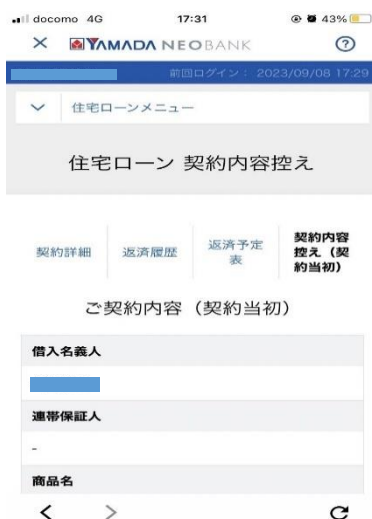 docomo 4G 17:31 43%
YAMADA NEOBANK
前回ログイン： 2023/09/08 17:29
住宅ローンメニュー
住宅ローン 契約内容控え
契約詳細
返済履歴
返済予定
表
契約内容
控え（契
約当初）
ご契約内容（契約当初）
借入名義人
連帯保証人
-
商品名